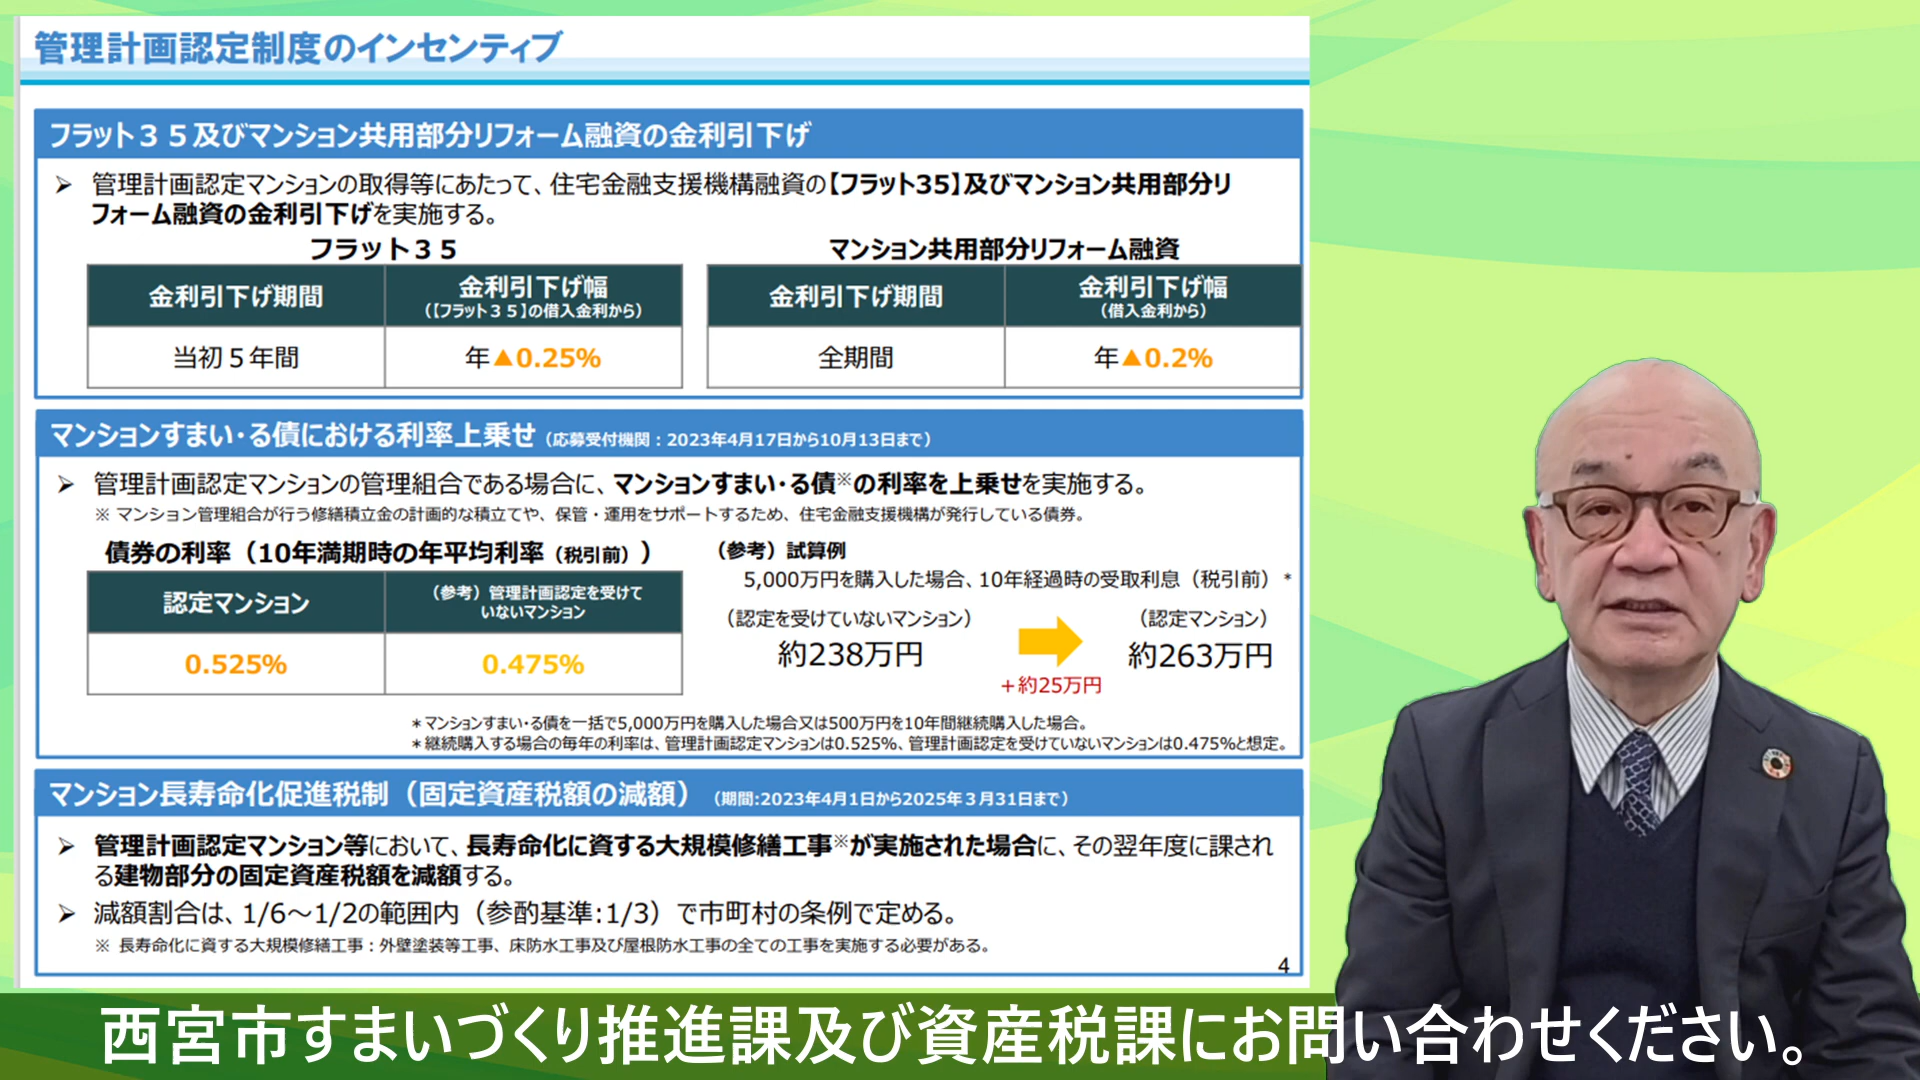 管理計画認定制度のインセンティブ
フラット３５及びマンション共用部分リフォーム融資の金利引下げ
➢ 管理計画認定マンションの取得等にあたって、住宅金融支援機構融資の【フラット35】及びマンション共用部分リ
フォーム融資の金利引下げを実施する。
フラット３５
金利引下げ期間
金利引下げ幅
（【フラット３５】の借入金利から）
当初５年間
年▲0.25%
マンション共用部分リフォーム融資
金利引下げ期間
金利引下げ幅
（借入金利から）
全期間
年▲0.2%
マンションすまい・る債における利率上乗せ（応募受付機関：2023年4月17日から10月13日まで）
➢ 管理計画認定マンションの管理組合である場合に、マンションすまい・る債※の利率を上乗せを実施する。
※ マンション管理組合が行う修繕積立金の計画的な積立てや、保管・運用をサポートするため、住宅金融支援機構が発行している債券。
債券の利率（10年満期時の年平均利率（税引前））
認定マンション
（参考）管理計画認定を受けて
いないマンション
0.525%
0.475%
（参考）試算例
5,000万円を購入した場合、10年経過時の受取利息（税引前）*
（認定を受けていないマンション）
約238万円
＋約25万円
（認定マンション）
約263万円
＊マンションすまい・る債を一括で5,000万円を購入した場合又は500万円を10年間継続購入した場合。
＊継続購入する場合の毎年の利率は、管理計画認定マンションは0.525%、管理計画認定を受けていないマンションは0.475%と想定。
マンション長寿命化促進税制（固定資産税額の減額）（期間:2023年4月1日から2025年３月31日まで）
➢ 管理計画認定マンション等において、長寿命化に資する大規模修繕工事※が実施された場合に、その翌年度に課され
る建物部分の固定資産税額を減額する。
➢ 減額割合は、1/6～1/2の範囲内（参酌基準:1/3）で市町村の条例で定める。
※ 長寿命化に資する大規模修繕工事：外壁塗装等工事、床防水工事及び屋根防水工事の全ての工事を実施する必要がある。
4
西宮市すまいづくり推進課及び資産税課にお問い合わせください。